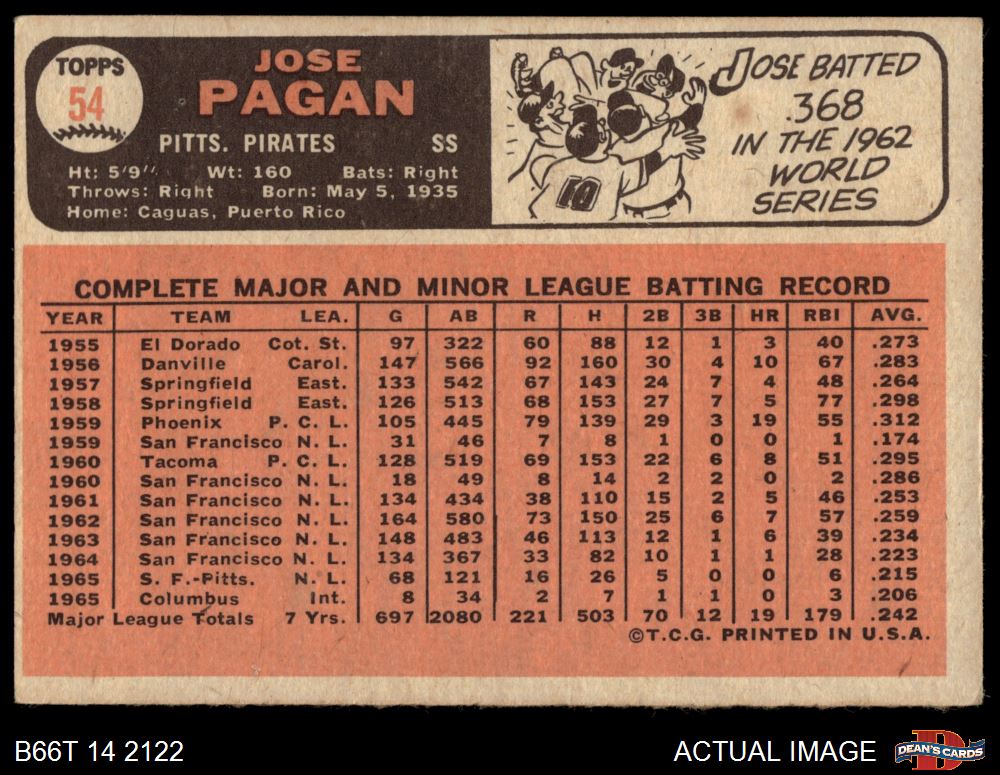 TOPPS
54
JOSE
PAGAN
PITTS. PIRATES SS
Ht: 5'9" Wt: 160 Bats: Right
Throws: Right Born: May 5, 1935
Home: Caguas, Puerto Rico
JOSE BATTED
.368
IN THE 1962
WORLD
SERIES
COMPLETE MAJOR AND MINOR LEAGUE BATTING RECORD
YEAR TEAM LEA. G AB R H 2B 3B HR RBI AVG.
1955 El Dorado Cot. St. 97 322 60 88 12 1 3 40 .273
1956 Danville Carol. 147 566 92 160 30 4 10 67 .283
1957 Springfield East. 133 542 67 143 24 7 4 48 .264
1958 Springfield East. 126 513 68 153 27 7 5 77 .298
1959 Phoenix P. C. L. 105 445 79 139 29 3 19 55 .312
1959 San Francisco N. L. 31 46 7 8 1 0 0 1 .174
1960 Tacoma P. C. L. 128 519 69 153 22 6 8 51 .295
1960 San Francisco N. L. 18 49 8 14 2 2 0 2 .286
1961 San Francisco N. L. 134 434 38 110 15 2 5 46 .253
1962 San Francisco N. L. 164 580 73 150 25 6 7 57 .259
1963 San Francisco N. L. 148 483 46 113 12 1 6 39 .234
1964 San Francisco N. L. 134 367 33 82 10 1 1 28 .223
1965 S. F.-Pitts. N. L. 68 121 16 26 5 0 0 6 .215
1965 Columbus Int. 8 34 2 7 1 1 0 3 .206
Major League Totals 7 Yrs. 697 2080 221 503 70 12 19 179 .242
©T.C.G. PRINTED IN U.S.A.
B66T 14 2122
ACTUAL IMAGE
DEAN'S CARDS